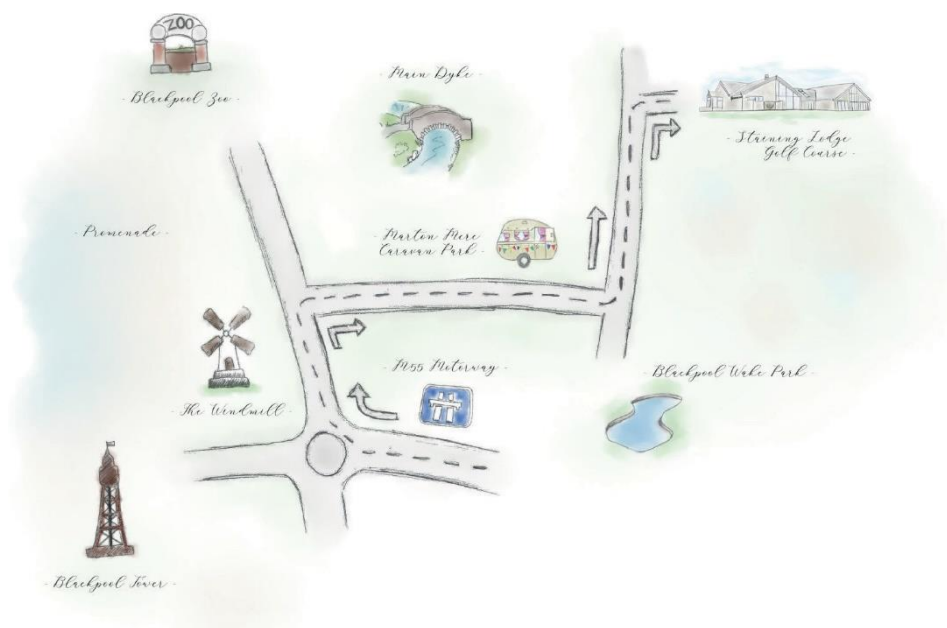 ZOO
- Blackpool Zoo -
- Main Dyke -
- Staining Lodge
Golf Course -
- Promenade -
- Marton Mere
Caravan Park -
- M55 Motorway -
- Blackpool Wake Park -
- The Windmill -
- Blackpool Tower -